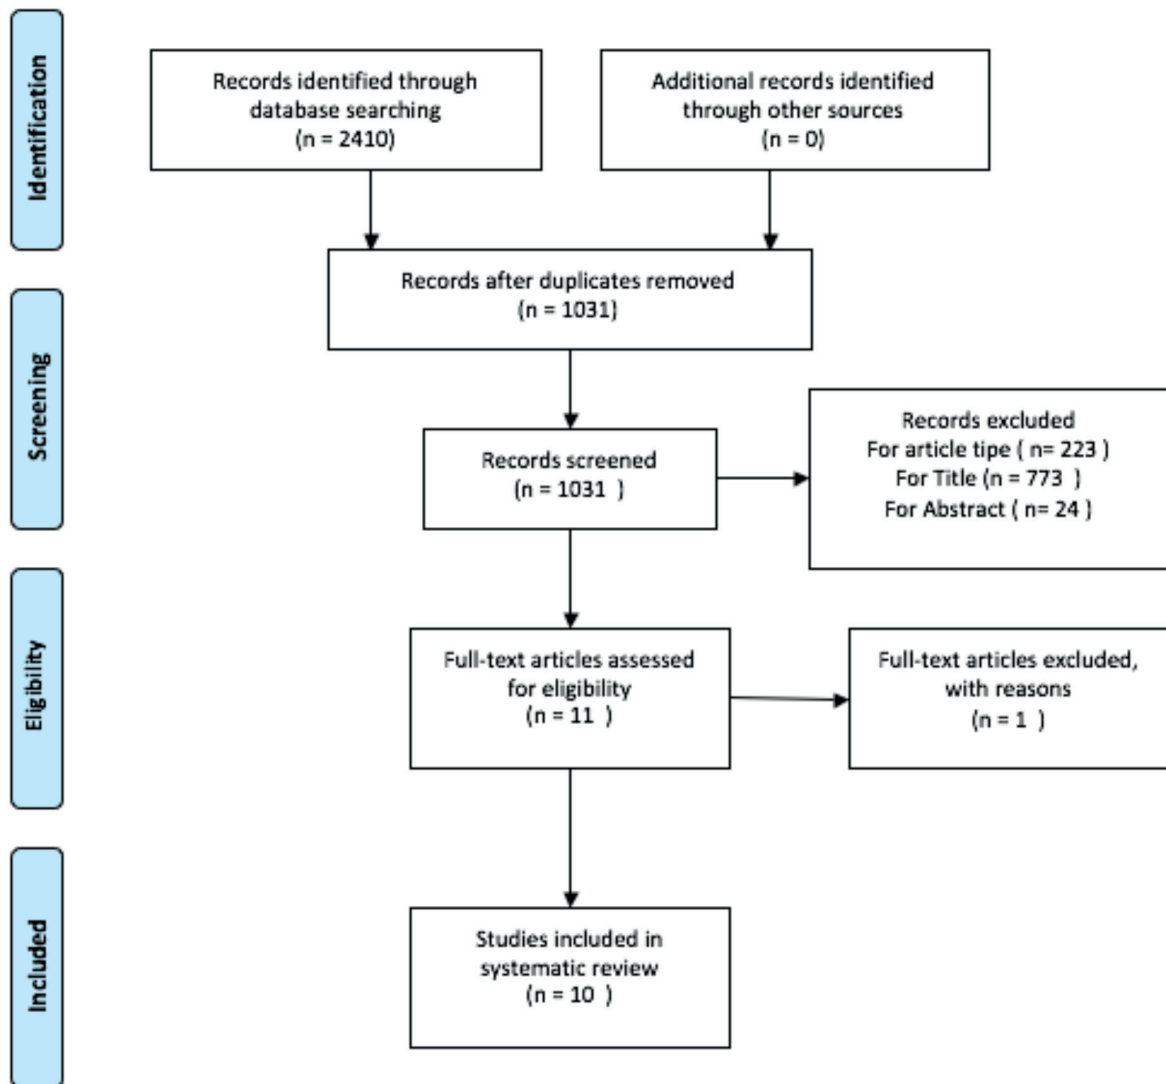 Identification
Records identified through
database searching
(n = 2410)
Additional records identified
through other sources
(n = 0)
Records after duplicates removed
(n = 1031)
Screening
Records screened
(n = 1031 )
Records excluded
For article tipe ( n= 223 )
For Title (n = 773 )
For Abstract ( n= 24 )
Eligibility
Full-text articles assessed
for eligibility
(n = 11 )
Full-text articles excluded,
with reasons
(n = 1 )
Included
Studies included in
systematic review
(n = 10 )